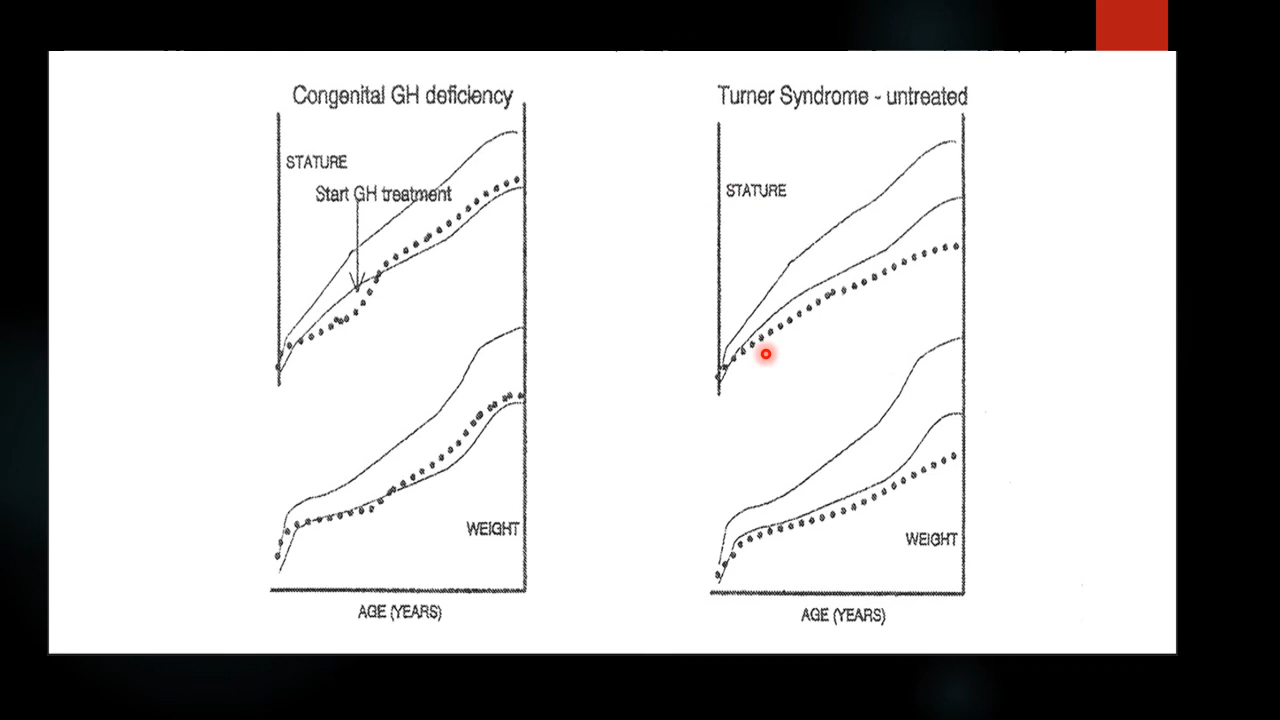 Congenital GH deficiency
STATURE
Start GH treatment
WEIGHT
AGE (YEARS)
Turner Syndrome - untreated
STATURE
WEIGHT
AGE (YEARS)